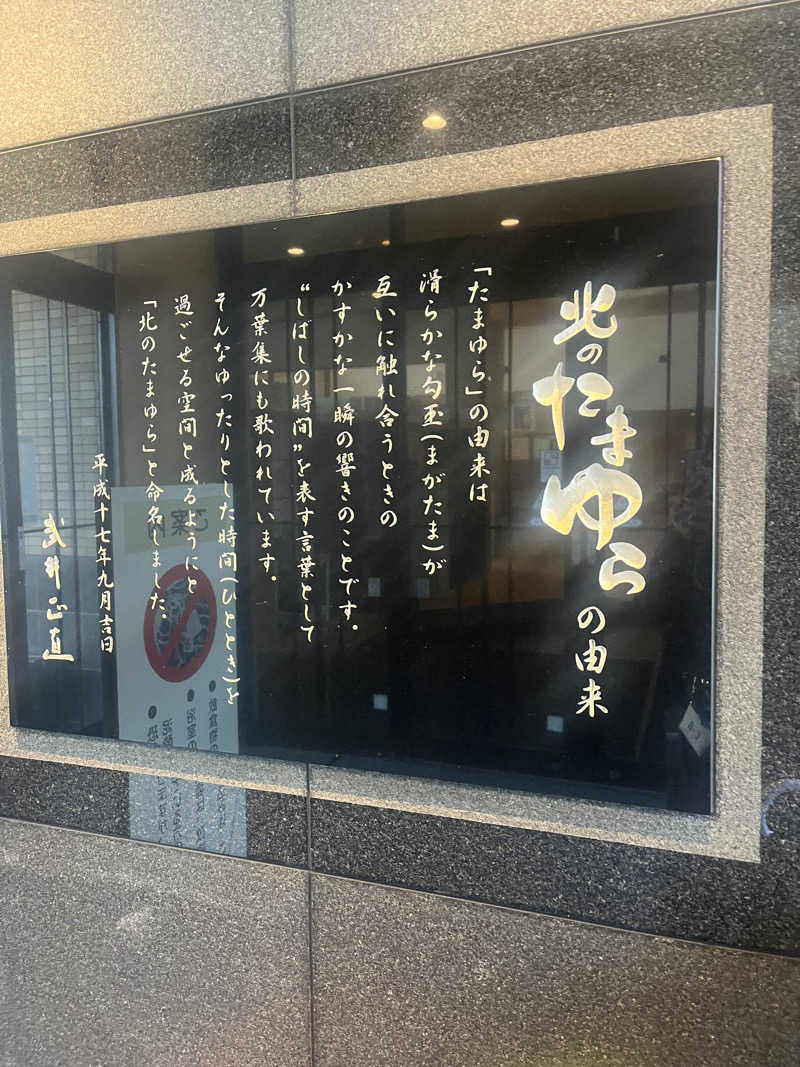 北のたまゆらの由来
「たまゆら」の由来は
滑らかな勾玉(まがたま)が
互いに触れ合うときの
かすかな一瞬の響きのことです。
“しばしの時間”を表す言葉として
万葉集にも歌われています。
そんなゆったりとした時間(ひととき)を
過ごせる空間と成るようにと
「北のたまゆら」と命名しました。
平成十七年九月吉日
武井正直